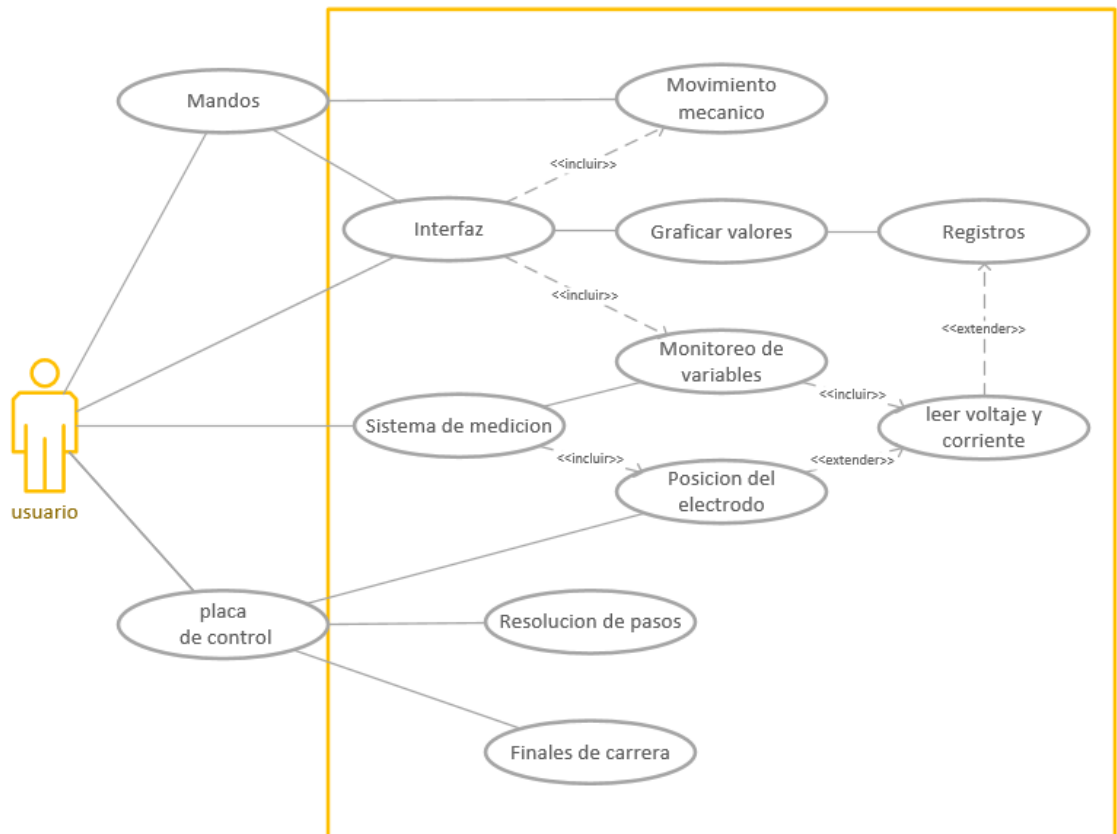 Mandos
Movimiento
mecanico
<<incluir>>
Interfaz
Graficar valores
Registros
<<incluir>>
<<extender>>
Monitoreo de
variables
<<incluir>>
Sistema de medicion
leer voltaje y
corriente
<<incluir>>
<<extender>>
Posicion del
electrodo
usuario
placa
de control
Resolucion de pasos
Finales de carrera